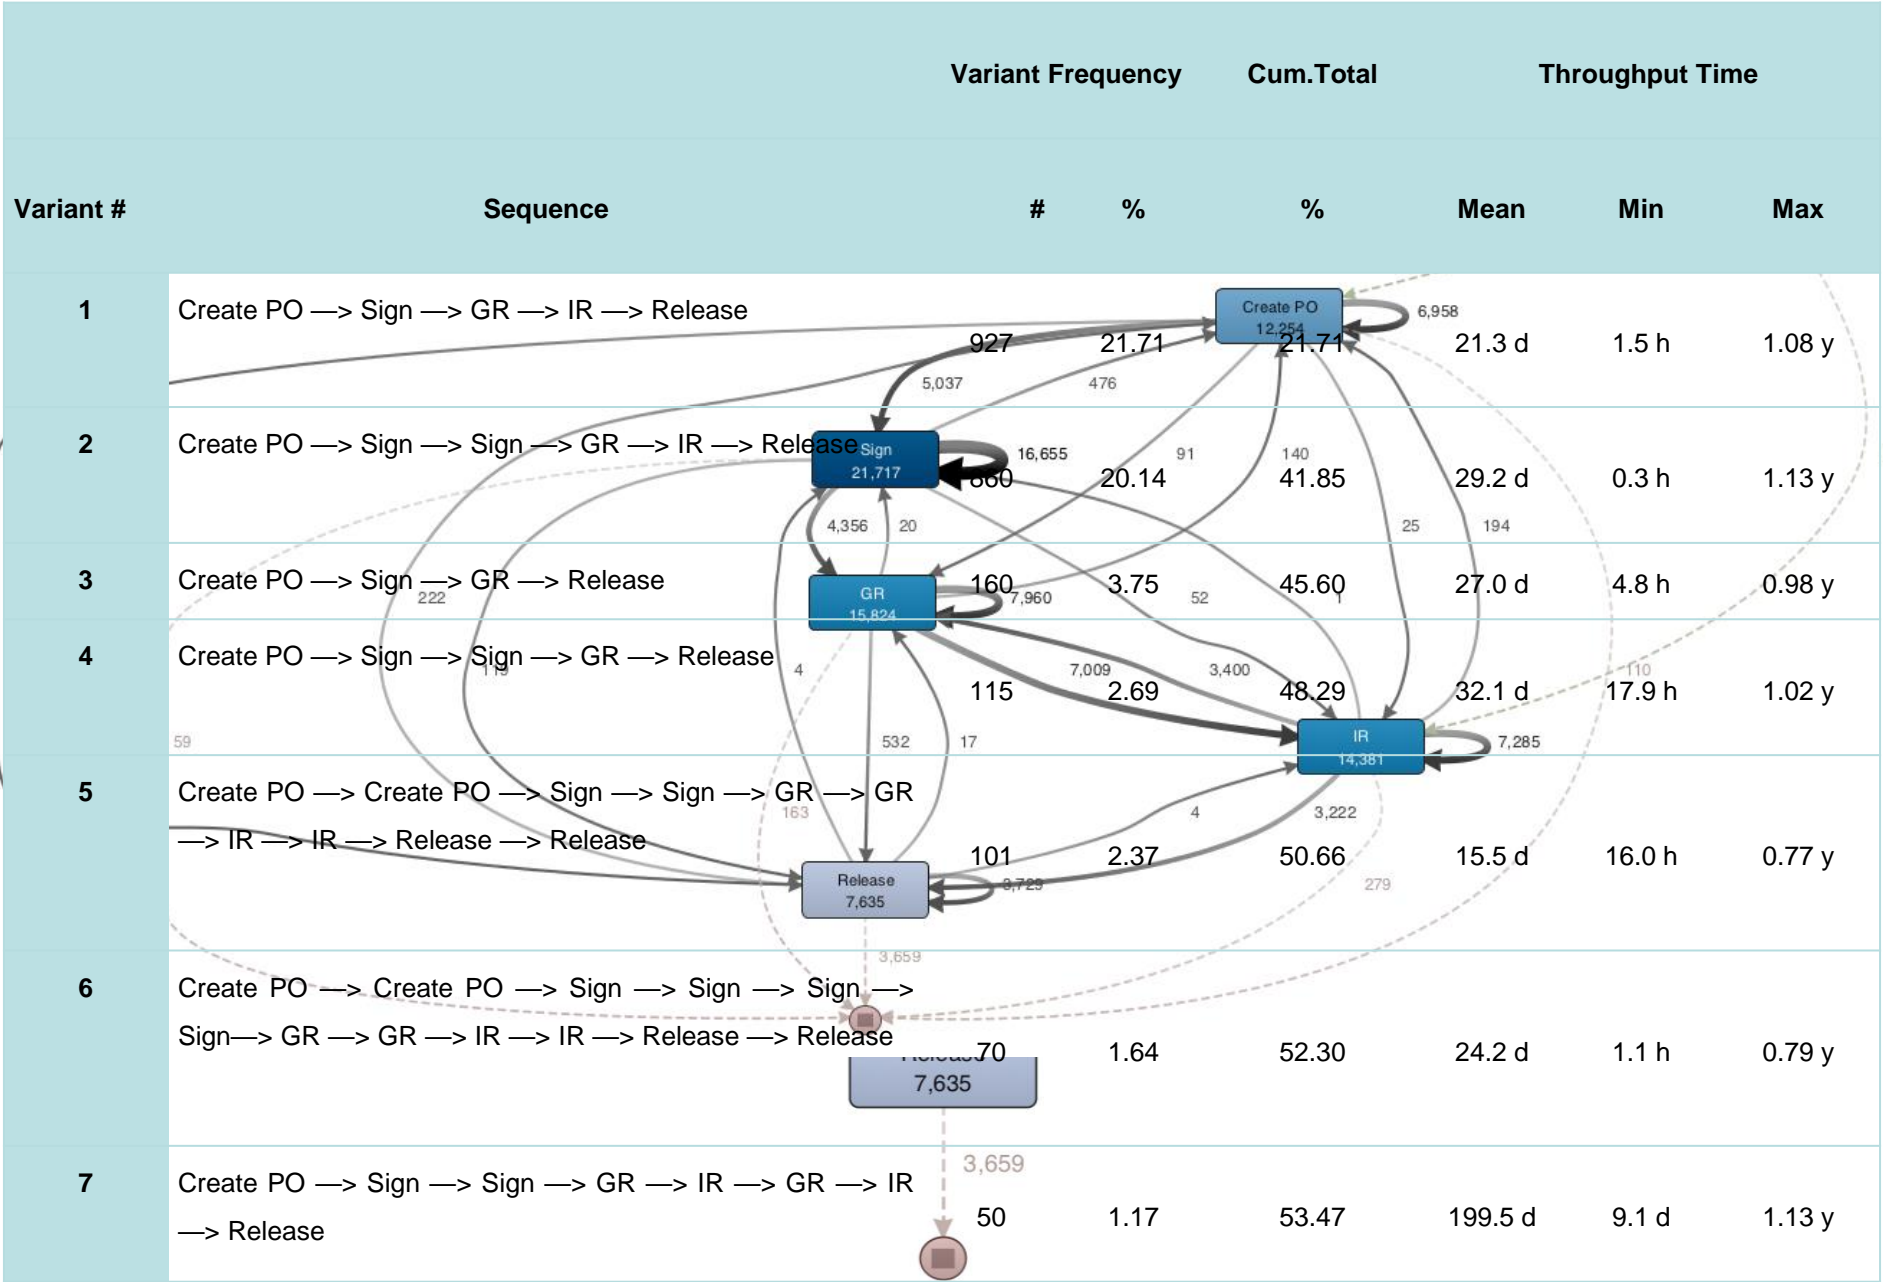 Variant Frequency Cum.Total Throughput Time
Variant # Sequence # % % Mean Min Max
1 Create PO —> Sign —> GR —> IR —> Release
927 21.71 21.71 21.3 d 1.5 h 1.08 y
2 Create PO —> Sign —> Sign —> GR —> IR —> Release
860 20.14 41.85 29.2 d 0.3 h 1.13 y
3 Create PO —> Sign —> GR —> Release
160 3.75 45.60 27.0 d 4.8 h 0.98 y
4 Create PO —> Sign —> Sign —> GR —> Release
115 2.69 48.29 32.1 d 17.9 h 1.02 y
5 Create PO —> Create PO —> Sign —> Sign —> GR —> GR
—> IR —> IR —> Release —> Release
101 2.37 50.66 15.5 d 16.0 h 0.77 y
6 Create PO —> Create PO —> Sign —> Sign —> Sign —>
Sign—> GR —> GR —> IR —> IR —> Release —> Release
70 1.64 52.30 24.2 d 1.1 h 0.79 y
7 Create PO —> Sign —> Sign —> GR —> IR —> GR —> IR
—> Release
50 1.17 53.47 199.5 d 9.1 d 1.13 y
Create PO
12,254
6,958
5,037
476
Sign
21,717
16,655
91
140
4,356
20
25
194
GR
15,824
7,960
222
52
1
119
4
7,009
3,400
110
59
532
17
IR
14,381
7,285
163
4
3,222
Release
7,635
3,729
279
3,659
Release
7,635
3,659